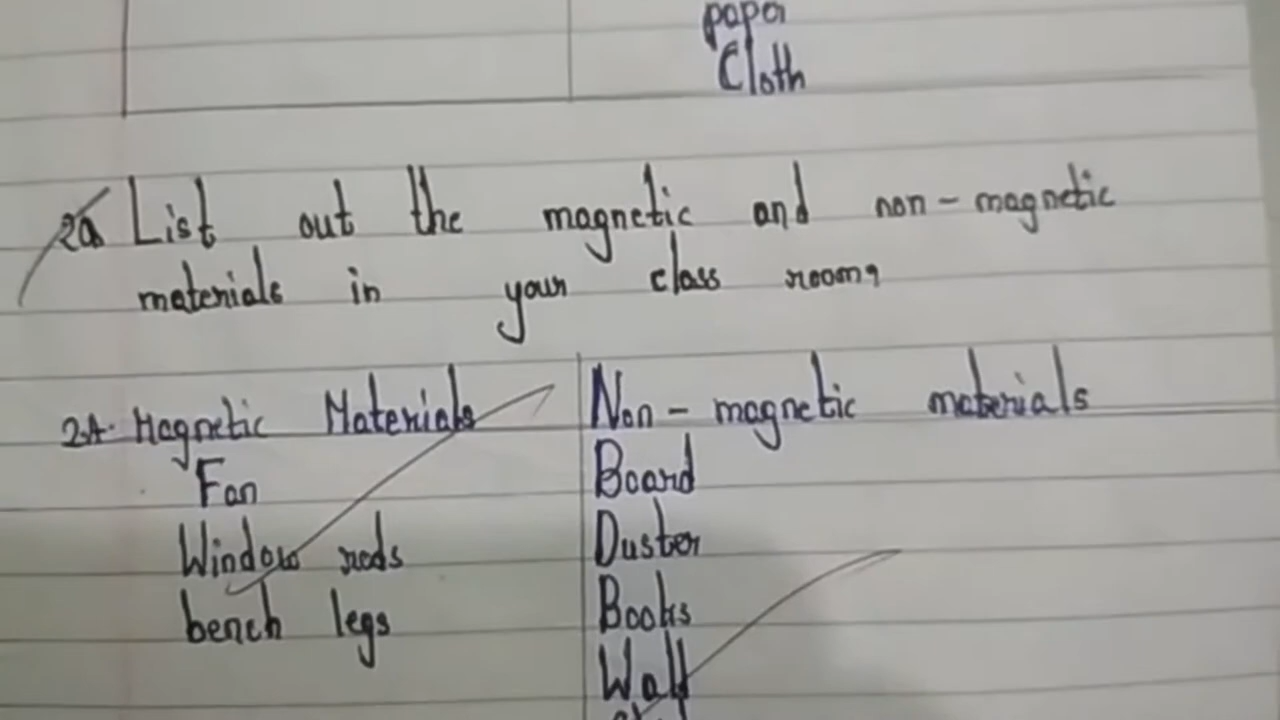 paper
Cloth
2Q List out the magnetic and non-magnetic
materials in your class room?
2A. Magnetic Materials
Fan
Window rods
bench legs
Non-magnetic materials
Board
Duster
Books
Wall